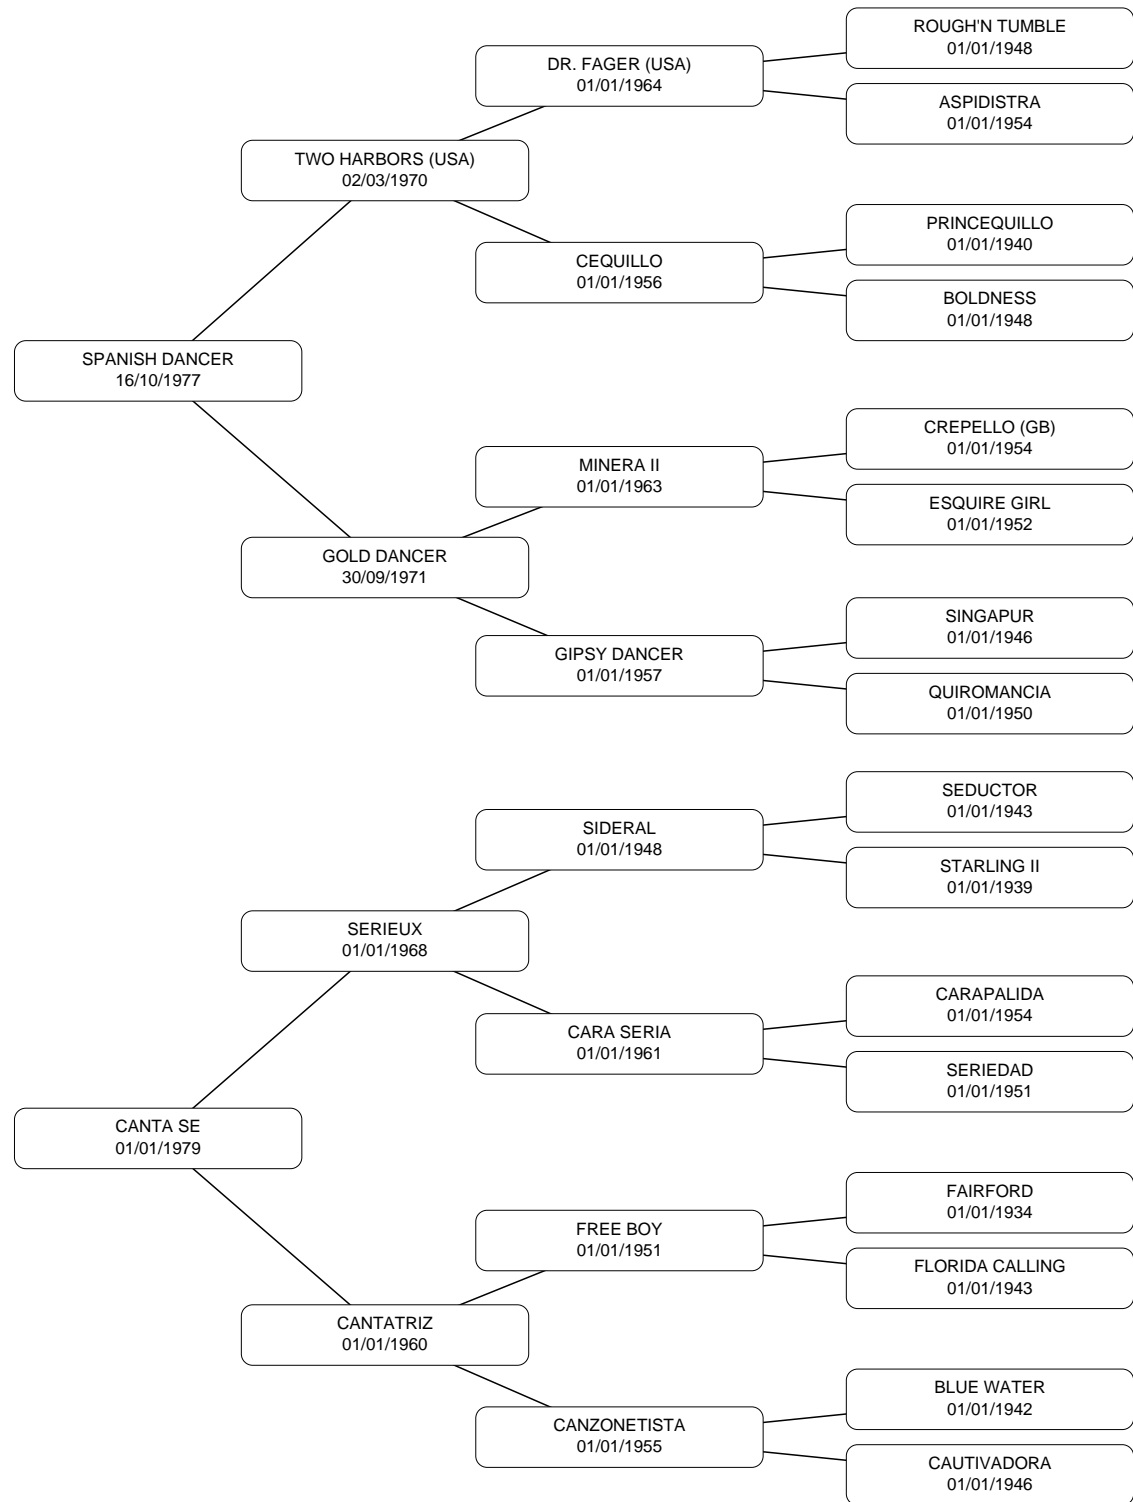 ROUGH'N TUMBLE
01/01/1948
DR. FAGER (USA)
01/01/1964
ASPIDISTRA
01/01/1954
TWO HARBORS (USA)
02/03/1970
PRINCEQUILLO
01/01/1940
CEQUILLO
01/01/1956
BOLDNESS
01/01/1948
SPANISH DANCER
16/10/1977
CREPELLO (GB)
01/01/1954
MINERA II
01/01/1963
ESQUIRE GIRL
01/01/1952
GOLD DANCER
30/09/1971
SINGAPUR
01/01/1946
GIPSY DANCER
01/01/1957
QUIROMANCIA
01/01/1950
SEDUCTOR
01/01/1943
SIDERAL
01/01/1948
STARLING II
01/01/1939
SERIEUX
01/01/1968
CARAPALIDA
01/01/1954
CARA SERIA
01/01/1961
SERIEDAD
01/01/1951
CANTA SE
01/01/1979
FAIRFORD
01/01/1934
FREE BOY
01/01/1951
FLORIDA CALLING
01/01/1943
CANTATRIZ
01/01/1960
BLUE WATER
01/01/1942
CANZONETISTA
01/01/1955
CAUTIVADORA
01/01/1946